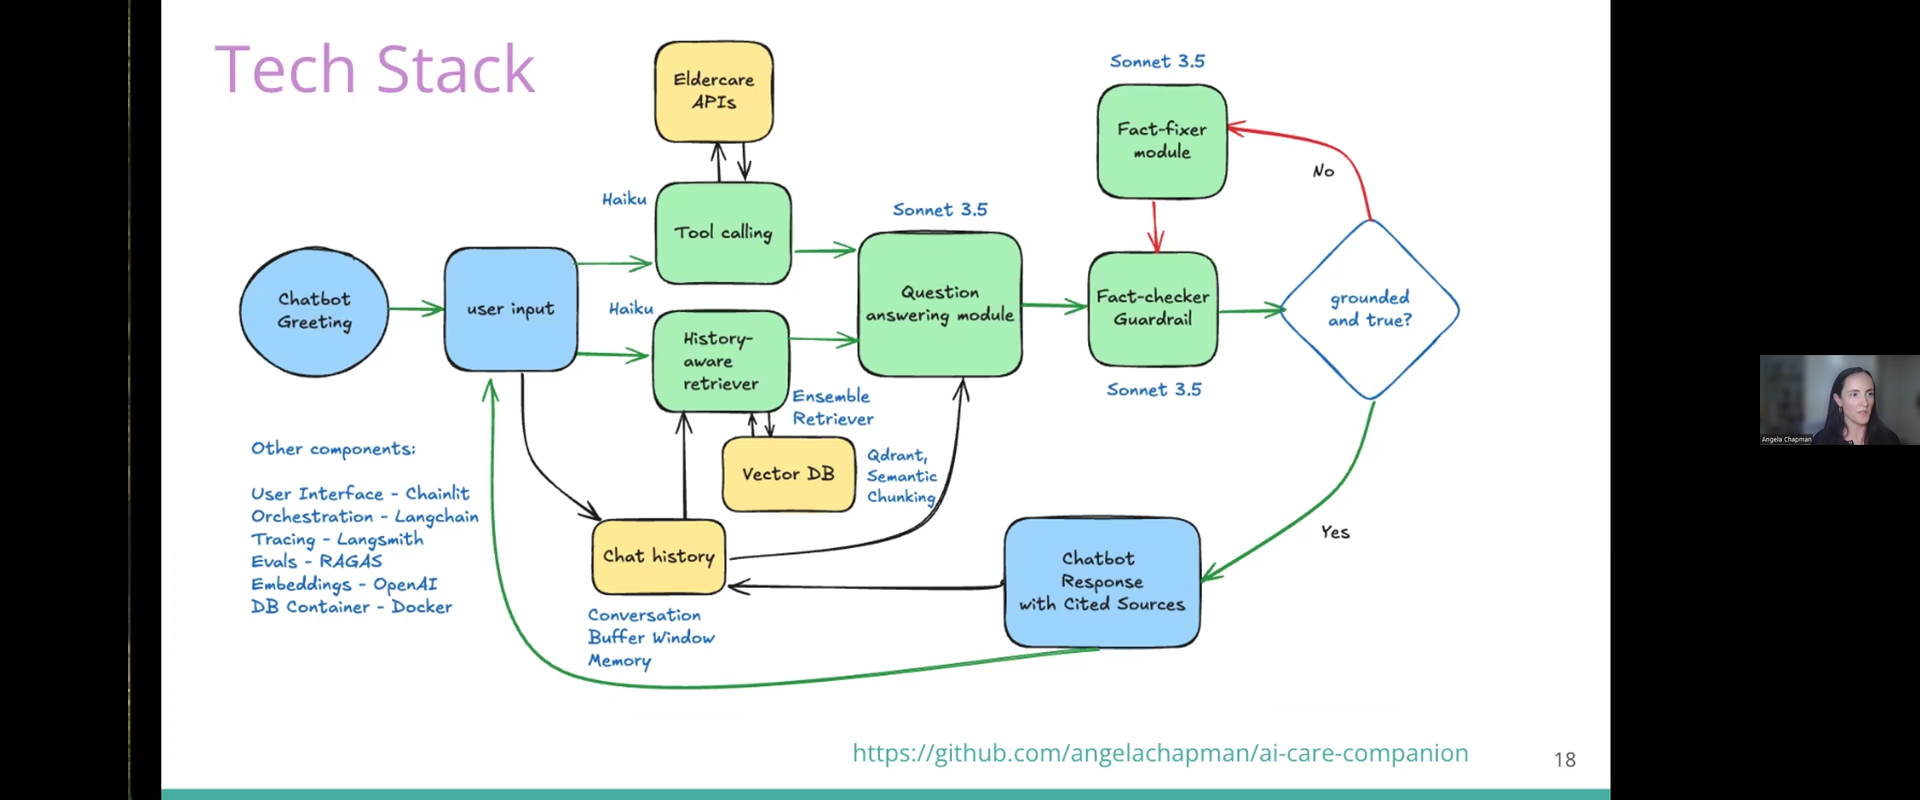 Tech Stack
Eldercare
APIs
Sonnet 3.5
Fact-fixer
module
No
Haiku
Tool calling
Sonnet 3.5
Chatbot
Greeting
user input
Haiku
History-
aware
retriever
Question
answering module
Fact-checker
Guardrail
grounded
and true?
Sonnet 3.5
Ensemble
Retriever
Vector DB
Qdrant,
Semantic
Chunking
Other components:
User Interface - Chainlit
Orchestration - Langchain
Tracing - Langsmith
Evals - RAGAS
Embeddings - OpenAI
DB Container - Docker
Chat history
Conversation
Buffer Window
Memory
Chatbot
Response
with Cited Sources
Yes
https://github.com/angelachapman/ai-care-companion
18
Angela Chapman